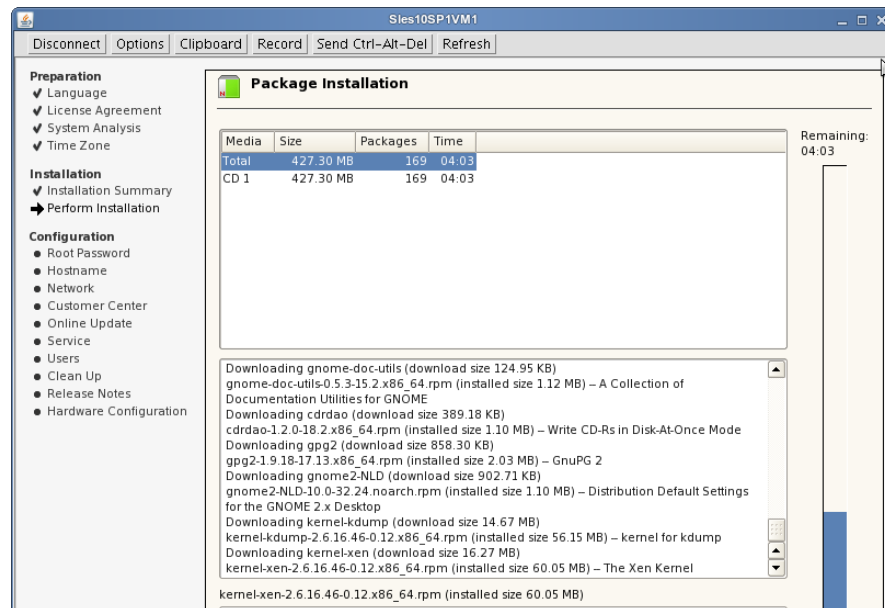 Sles10SP1VM1
Disconnect Options Clipboard Record Send Ctrl-Alt-Del Refresh
Preparation
Language
License Agreement
System Analysis
Time Zone
Installation
Installation Summary
Perform Installation
Configuration
Root Password
Hostname
Network
Customer Center
Online Update
Service
Users
Clean Up
Release Notes
Hardware Configuration
N
Package Installation
Media Size Packages Time
Total 427.30 MB 169 04:03
CD 1 427.30 MB 169 04:03
Remaining:
04:03
Downloading gnome-doc-utils (download size 124.95 KB)
gnome-doc-utils-0.5.3-15.2.x86_64.rpm (installed size 1.12 MB) – A Collection of
Documentation Utilities for GNOME
Downloading cdrdao (download size 389.18 KB)
cdrdao-1.2.0-18.2.x86_64.rpm (installed size 1.10 MB) – Write CD-Rs in Disk-At-Once Mode
Downloading gpg2 (download size 858.30 KB)
gpg2-1.9.18-17.13.x86_64.rpm (installed size 2.03 MB) – GnuPG 2
Downloading gnome2-NLD (download size 902.71 KB)
gnome2-NLD-10.0-32.24.noarch.rpm (installed size 1.10 MB) – Distribution Default Settings
for the GNOME 2.x Desktop
Downloading kernel-kdump (download size 14.67 MB)
kernel-kdump-2.6.16.46-0.12.x86_64.rpm (installed size 56.15 MB) – kernel for kdump
Downloading kernel-xen (download size 16.27 MB)
kernel-xen-2.6.16.46-0.12.x86_64.rpm (installed size 60.05 MB) – The Xen Kernel
kernel-xen-2.6.16.46-0.12.x86_64.rpm (installed size 60.05 MB)